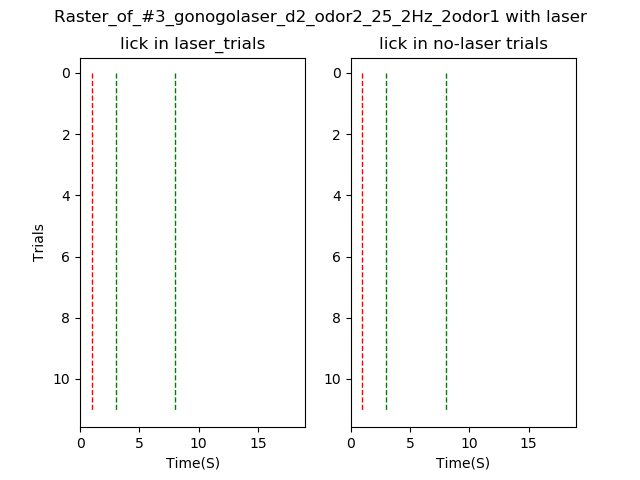 Raster_of_#3_gonogolaser_d2_odor2_25_2Hz_2odor1 with laser
lick in laser_trials
lick in no-laser trials
0
2
4
6
8
10
Trials
0 5 10 15
Time(S)
0
2
4
6
8
10
0 5 10 15
Time(S)